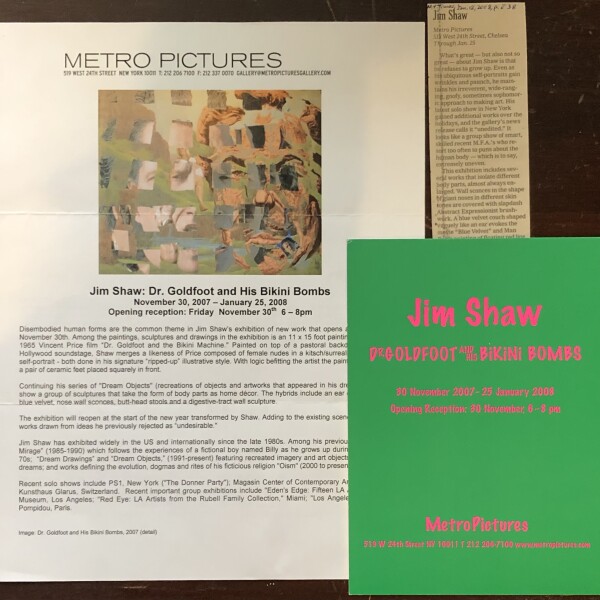 METRO PICTURES
519 WEST 24TH STREET NEW YORK 10011 T: 212 206 7100 F: 212 337 0070 GALLERY@METROPICTURESGALLERY.COM
Jim Shaw: Dr. Goldfoot and His Bikini Bombs
November 30, 2007 – January 25, 2008
Opening reception: Friday November 30th 6 – 8pm
Disembodied human forms are the common theme in Jim Shaw's exhibition of new work that opens
November 30th. Among the paintings, sculptures and drawings in the exhibition is an 11 x 15 foot painting
1965 Vincent Price film "Dr. Goldfoot and the Bikini Machine." Painted on top of a pastoral
Hollywood soundstage, Shaw merges a likeness of Price composed of female nudes in a
self-portrait - both done in his signature "ripped-up" illustrative style. With logic befitting the artist the
a pair of ceramic feet placed squarely in front.
Continuing his series of "Dream Objects" (recreations of objects and artworks that appeared in his
show a group of sculptures that take the form of body parts as home décor. The hybrids include an ear
blue velvet, nose wall sconces, butt-head stools and a digestive-tract wall sculpture.
The exhibition will reopen at the start of the new year transformed by Shaw. Adding to the existing
works drawn from ideas he previously rejected as "undesirable."
Jim Shaw has exhibited widely in the US and internationally since the late 1980s. Among his
Mirage" (1985-1990) which follows the experiences of a fictional boy named Billy as he grows up
70s; "Dream Drawings" and "Dream Objects," (1991-present) featuring recreated imagery and art
dreams; and works defining the evolution, dogmas and rites of his ficticious religion "Oism" (2000 to
Recent solo shows include PS1, New York ("The Donner Party"); Magasin Center of Contemporary
Kunsthaus Glarus, Switzerland. Recent important group exhibitions include "Eden's Edge: Fifteen LA
Museum, Los Angeles; "Red Eye: LA Artists from the Rubell Family Collection," Miami; "Los Angeles
Pompidou, Paris.
Image: Dr. Goldfoot and His Bikini Bombs, 2007 (detail)
Jim Shaw
Metro Pictures
519 West 24th Street, Chelsea
Through Jan. 25
What's great — but also not so
great — about Jim Shaw is that
he refuses to grow up. Even as
the ubiquitous self-portraits gain
wrinkles and paunch, he
tains his irreverent, wide-rang-
ing, goofy, sometimes sophomor-
ic approach to making art. His
latest solo show in New York
gained additional works over the
holidays, and the gallery's news
release calls it "unedited." It
looks like a group show of smart,
skilled recent M.F.A.'s who re-
sort too often to puns about the
human body — which is to say,
extremely uneven.
This exhibition includes sev-
eral works that isolate different
body parts, almost always en-
larged. Wall sconces in the shape
of giant noses in different skin
tones are covered with slapdash
Abstract Expressionist brush-
work. A blue velvet couch shaped
uniquely like an ear evokes the
movie "Blue Velvet" and Man
Jim Shaw
DR. GOLDFOOT AND HIS BIKINI BOMBS
30 November 2007-25 January 2008
Opening Reception: 30 November, 6-8 pm
MetroPictures
519 W 24th Street NY 10011 T 212 206-7100 www.metropictures.com